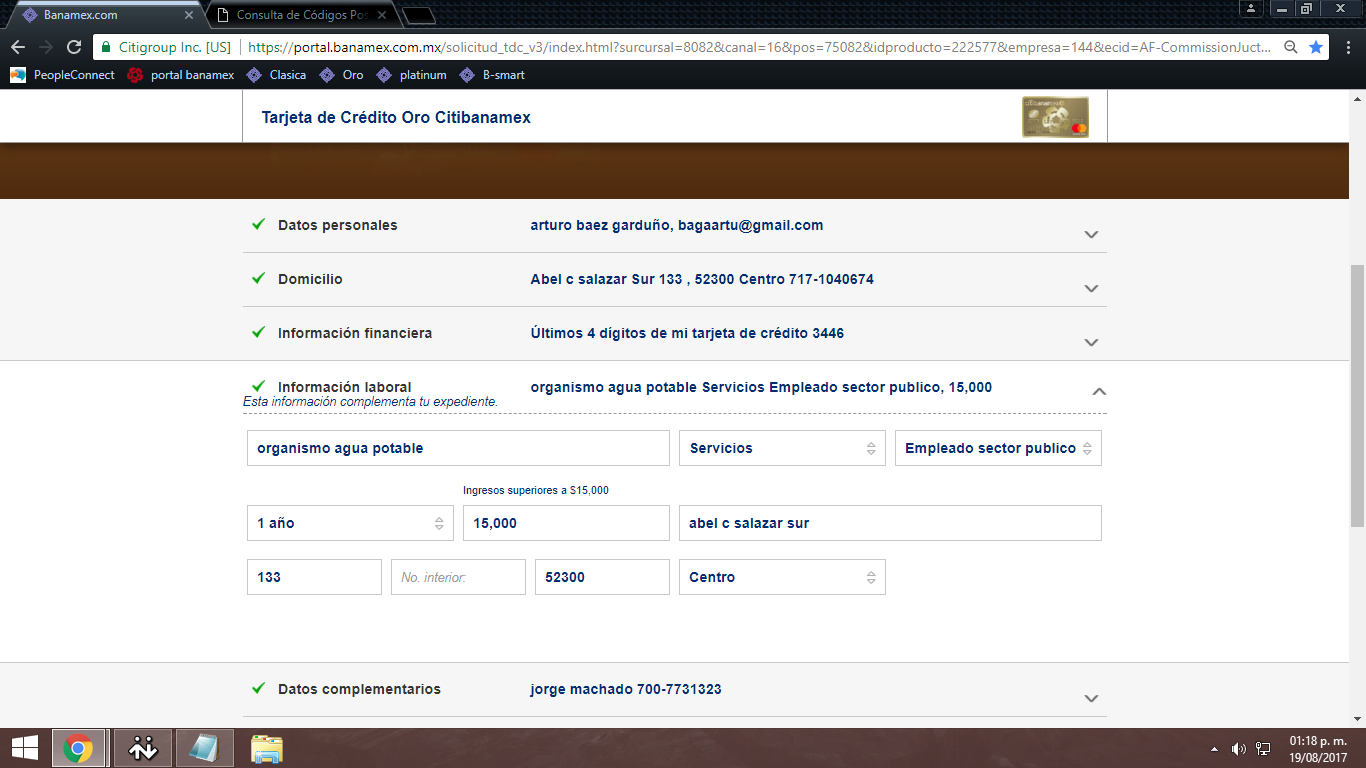 Banamex.com
Consulta de Códigos Pos
Citigroup Inc. [US] https://portal.banamex.com.mx/solicitud_tdc_v3/index.html?surcursal=8082&canal=16&pos=75082&idproducto=222577&empresa=144&ecid=AF-CommissionJuct...
PeopleConnect portal banamex Clasica Oro platinum B-smart
Tarjeta de Crédito Oro Citibanamex
Datos personales arturo baez garduño, bagaartu@gmail.com
Domicilio Abel c salazar Sur 133 , 52300 Centro 717-1040674
Información financiera Últimos 4 dígitos de mi tarjeta de crédito 3446
Información laboral organismo agua potable Servicios Empleado sector publico, 15,000
Esta información complementa tu expediente.
organismo agua potable Servicios Empleado sector publico
Ingresos superiores a $15,000
1 año 15,000 abel c salazar sur
133 No. interior: 52300 Centro
Datos complementarios jorge machado 700-7731323
01:18 p. m.
19/08/2017